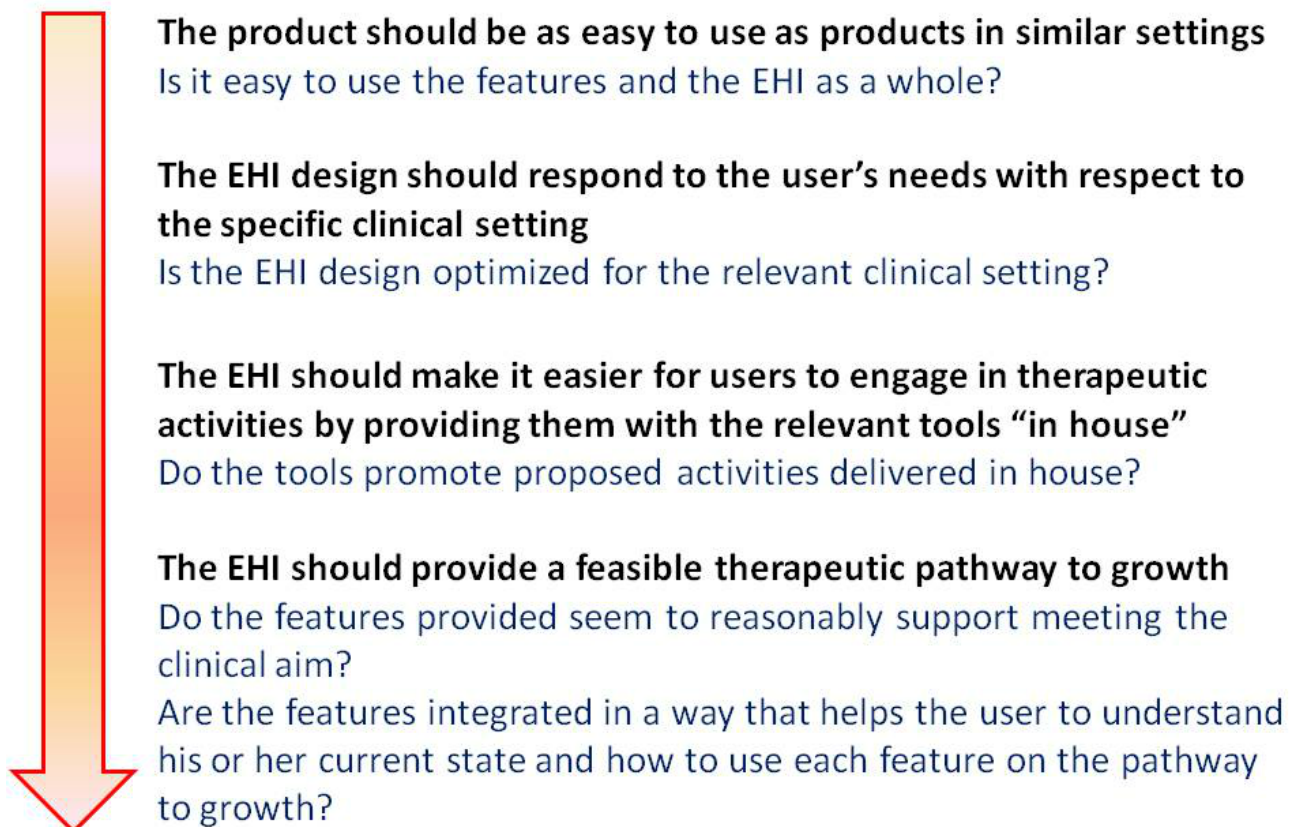 The product should be as easy to use as products in similar settings
Is it easy to use the features and the EHI as a whole?
The EHI design should respond to the user’s needs with respect to
the specific clinical setting
Is the EHI design optimized for the relevant clinical setting?
The EHI should make it easier for users to engage in therapeutic
activities by providing them with the relevant tools “in house”
Do the tools promote proposed activities delivered in house?
The EHI should provide a feasible therapeutic pathway to growth
Do the features provided seem to reasonably support meeting the
clinical aim?
Are the features integrated in a way that helps the user to understand
his or her current state and how to use each feature on the pathway
to growth?